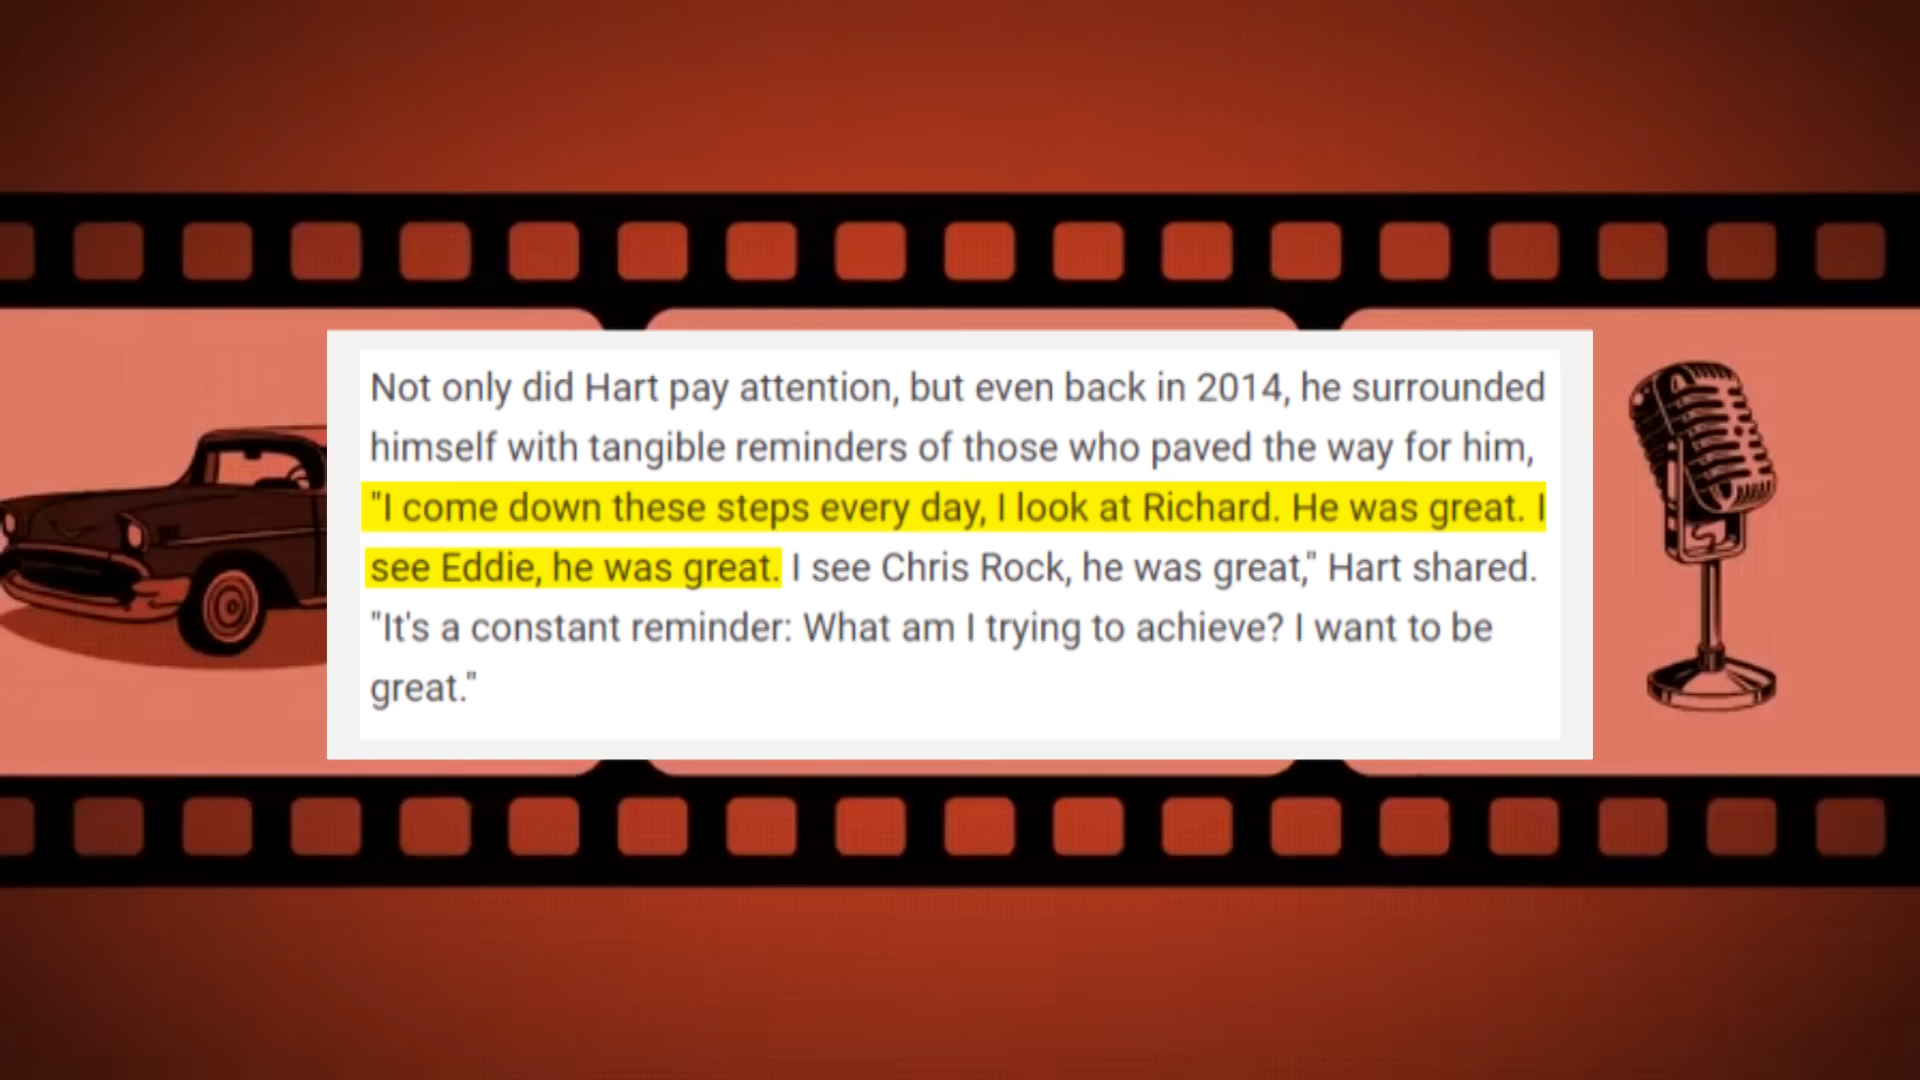 Not only did Hart pay attention, but even back in 2014, he surrounded
himself with tangible reminders of those who paved the way for him,
"I come down these steps every day, I look at Richard. He was great. I
see Eddie, he was great. I see Chris Rock, he was great," Hart shared.
"It's a constant reminder: What am I trying to achieve? I want to be
great."